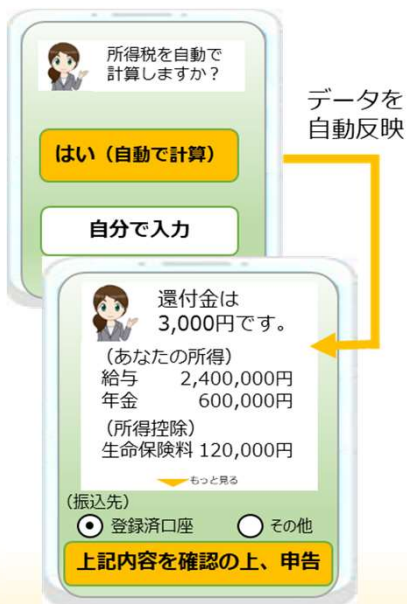 所得税を自動で
計算しますか？
データを
自動反映
はい（自動で計算）
自分で入力
還付金は
3,000円です。
（あなたの所得）
給与 2,400,000円
年金 600,000円
（所得控除）
生命保険料 120,000円
もっと見る
（振込先）
登録済口座 その他
上記内容を確認の上、申告